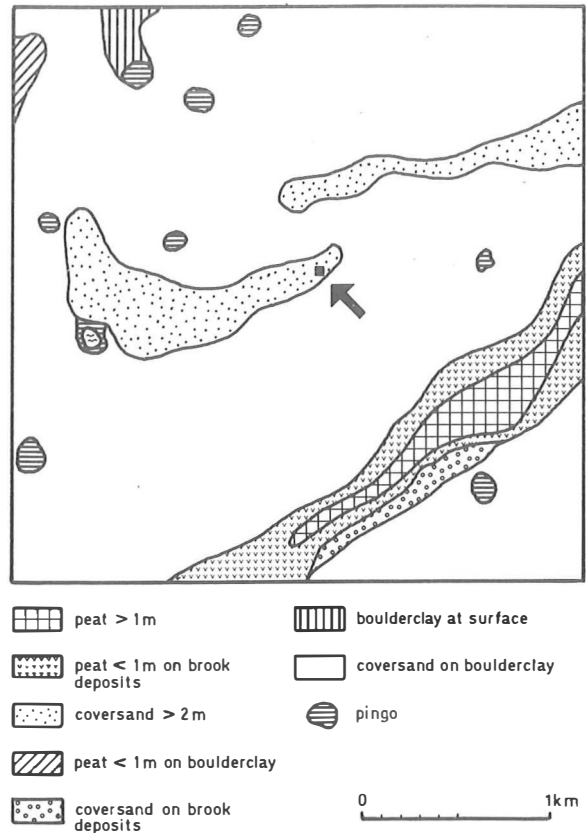 peat > 1m
peat < 1m on brook
deposits
coversand > 2m
peat < 1m on boulderclay
coversand on brook
deposits
boulderclay at surface
coversand on boulderclay
pingo
0 1km